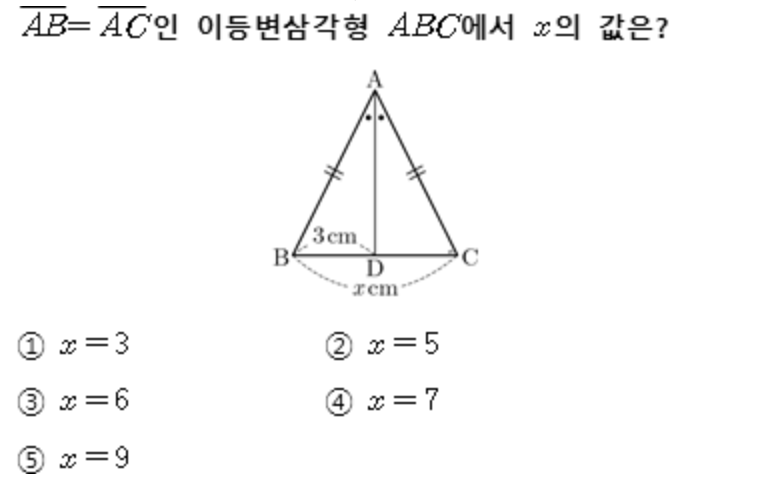 AB= AC인 이등변삼각형 ABC에서 x의 값은?
A
3cm
B
D
C
xcm
① x=3
② x=5
③ x=6
④ x=7
⑤ x=9